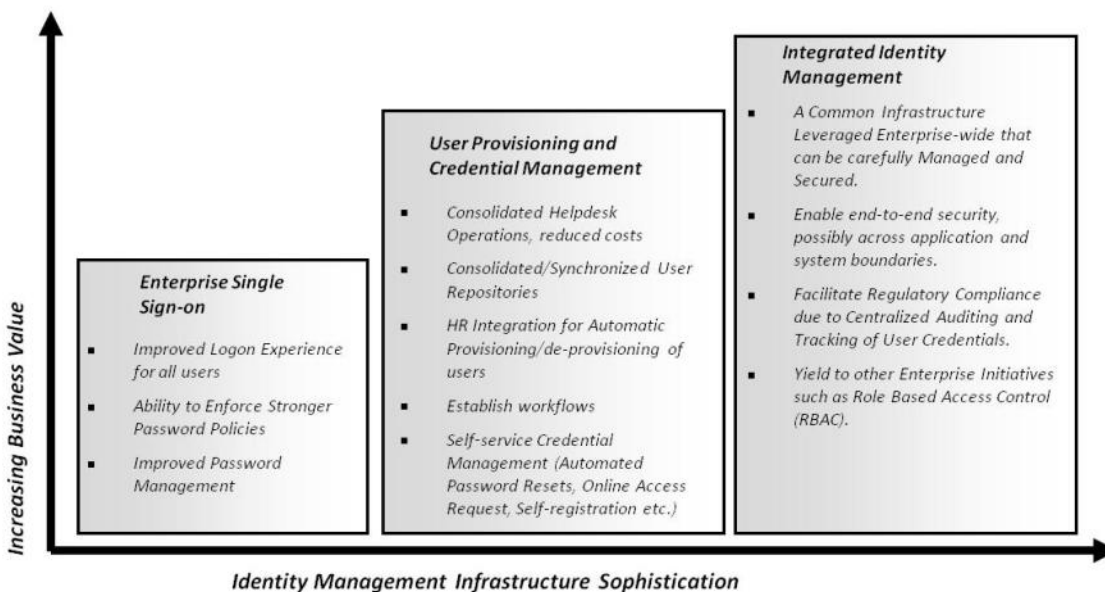 Increasing Business Value
Enterprise Single
Sign-on
▪ Improved Logon Experience
for all users
▪ Ability to Enforce Stronger
Password Policies
▪ Improved Password
Management
User Provisioning and
Credential Management
▪ Consolidated Helpdesk
Operations, reduced costs
▪ Consolidated/Synchronized User
Repositories
▪ HR Integration for Automatic
Provisioning/de-provisioning of
users
▪ Establish workflows
▪ Self-service Credential
Management (Automated
Password Resets, Online Access
Request, Self-registration etc.)
Integrated Identity
Management
▪ A Common Infrastructure
Leveraged Enterprise-wide that
can be carefully Managed and
Secured.
▪ Enable end-to-end security,
possibly across application and
system boundaries.
▪ Facilitate Regulatory Compliance
due to Centralized Auditing and
Tracking of User Credentials.
▪ Yield to other Enterprise Initiatives
such as Role Based Access Control
(RBAC).
Identity Management Infrastructure Sophistication